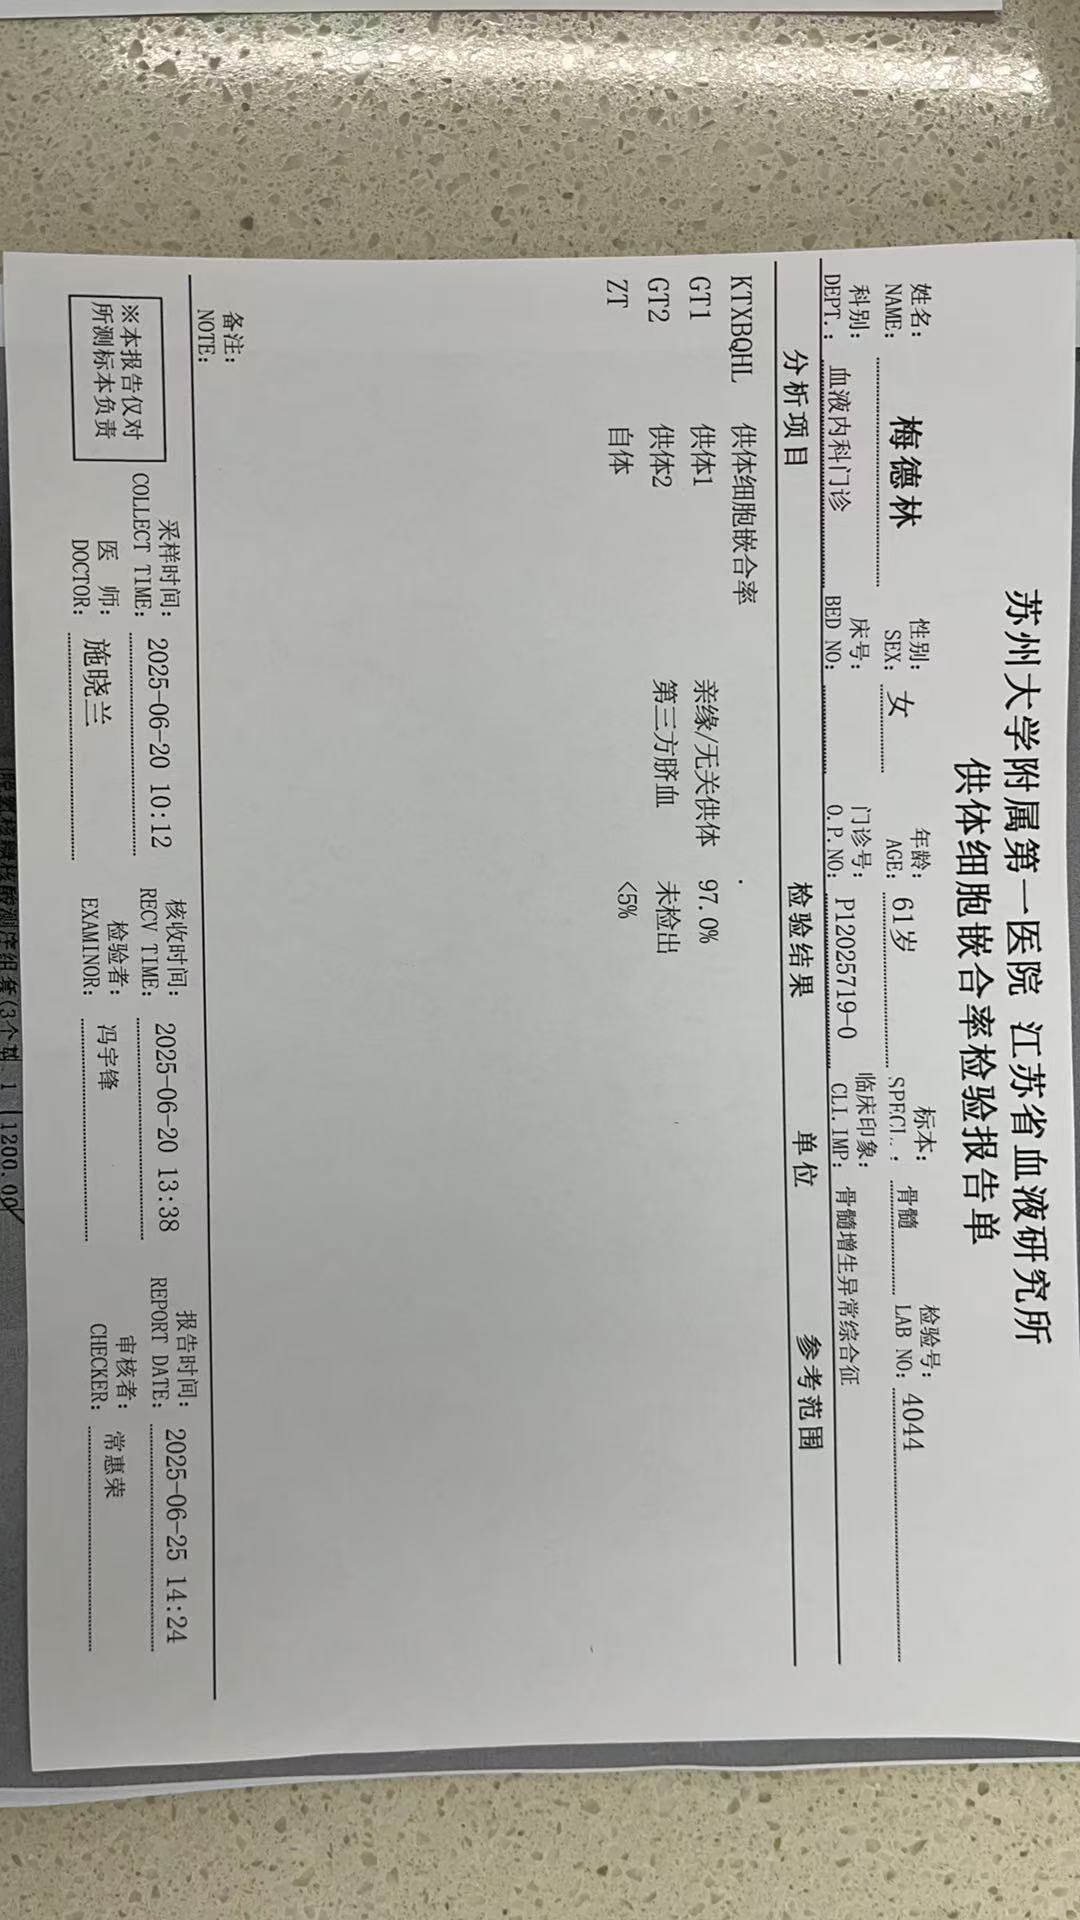 苏州大学附属第一医院 江苏省血液研究所
供体细胞嵌合率检验报告单
姓名: 梅德林 性别: 女 年龄: 61岁 标本: 骨髓 检验号: 4044
NAME: SEX: AGE: SPECI.: LAB NO:
科别: 血液内科门诊 床号: 门诊号: P12025719-0 临床印象: 骨髓增生异常综合征
DEPT.: BED NO: O.P.NO: CLI.IMP:
分析项目 检验结果 单位 参考范围
KTXBQHL 供体细胞嵌合率 .
GT1 供体1 亲缘/无关供体 97.0%
GT2 供体2 第三方脐血 未检出
ZT 自体 <5%
备注:
NOTE:
※本报告仅对
所测标本负责
采样时间: 2025-06-20 10:12 核收时间: 2025-06-20 13:38 报告时间: 2025-06-25 14:24
COLLECT TIME: RECV TIME: REPORT DATE:
医 师: 施晓兰 检验者: 冯宇锋 审核者: 常惠荣
DOCTOR: EXAMINOR: CHECKER:
核酸测序组套(3个基 1 [1200.00/